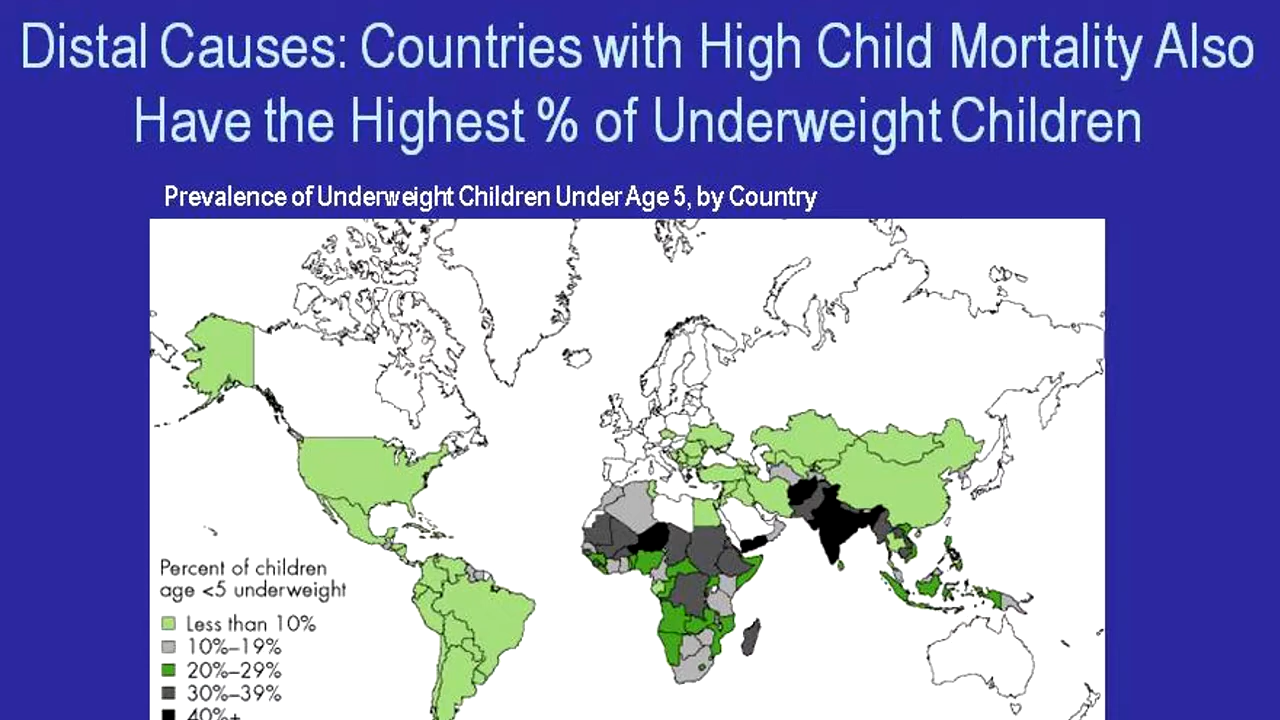 Distal Causes: Countries with High Child Mortality Also
Have the Highest % of Underweight Children
Prevalence of Underweight Children Under Age 5, by Country
Percent of children
age <5 underweight
Less than 10%
10%–19%
20%–29%
30%–39%
40%+